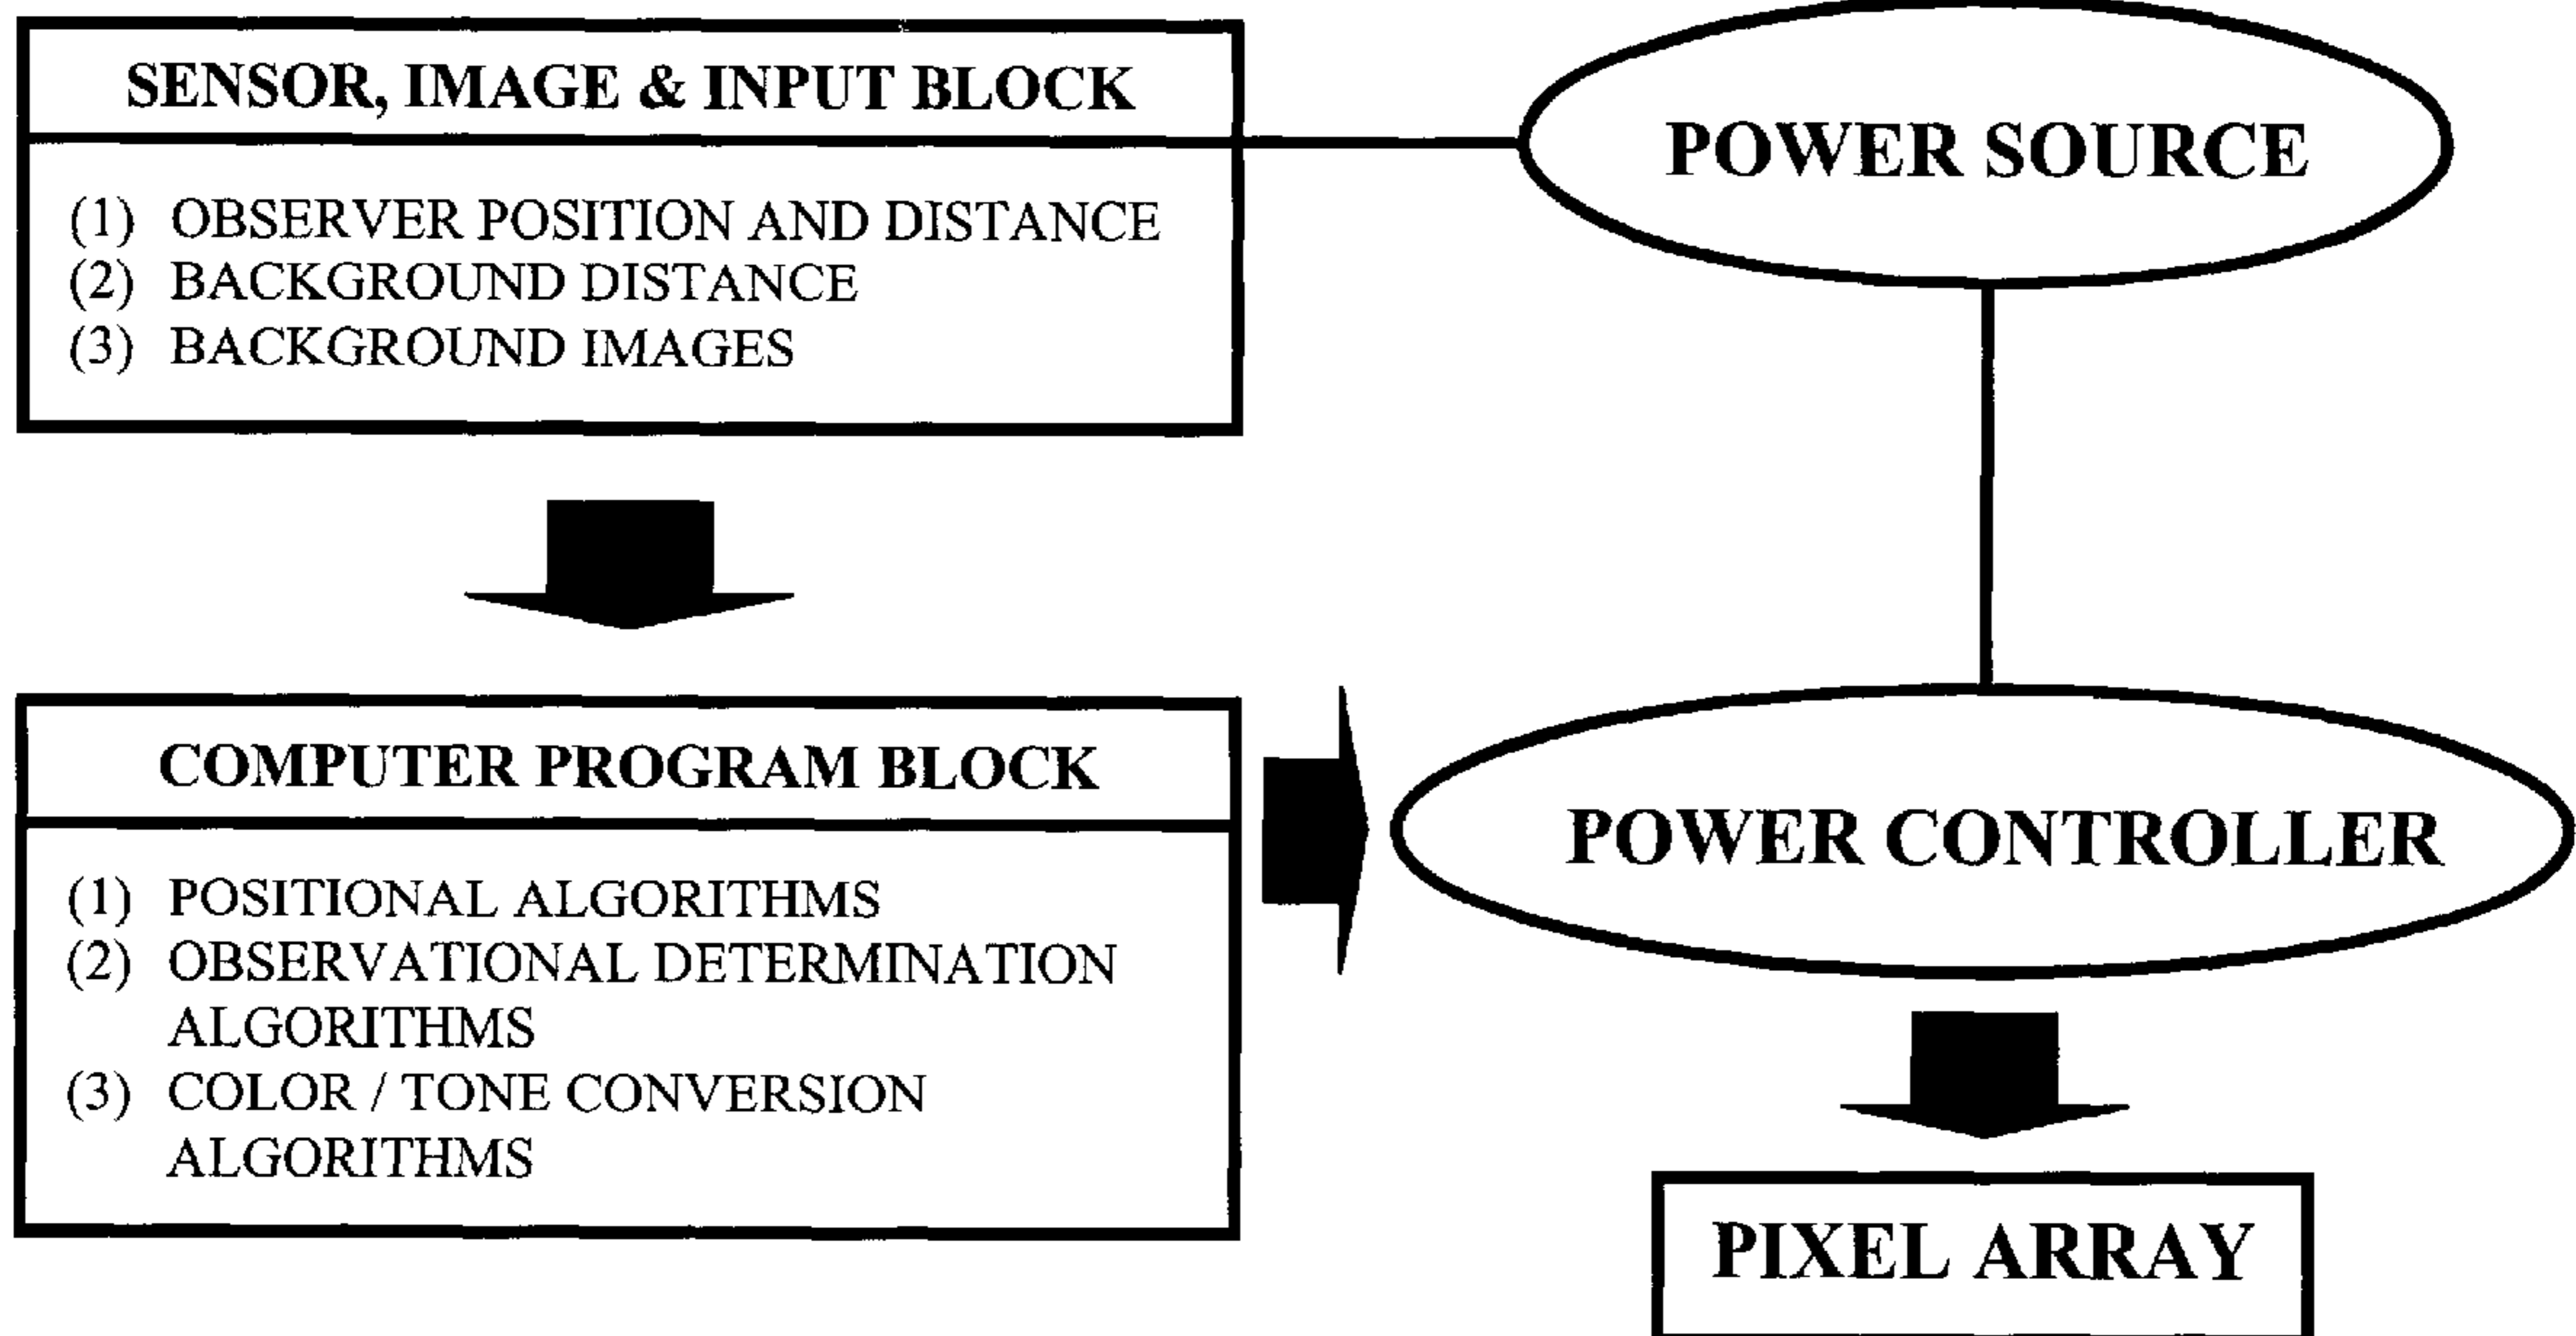 SENSOR, IMAGE & INPUT BLOCK
(1) OBSERVER POSITION AND DISTANCE
(2) BACKGROUND DISTANCE
(3) BACKGROUND IMAGES
POWER SOURCE
COMPUTER PROGRAM BLOCK
(1) POSITIONAL ALGORITHMS
(2) OBSERVATIONAL DETERMINATION
ALGORITHMS
(3) COLOR / TONE CONVERSION
ALGORITHMS
POWER CONTROLLER
PIXEL ARRAY